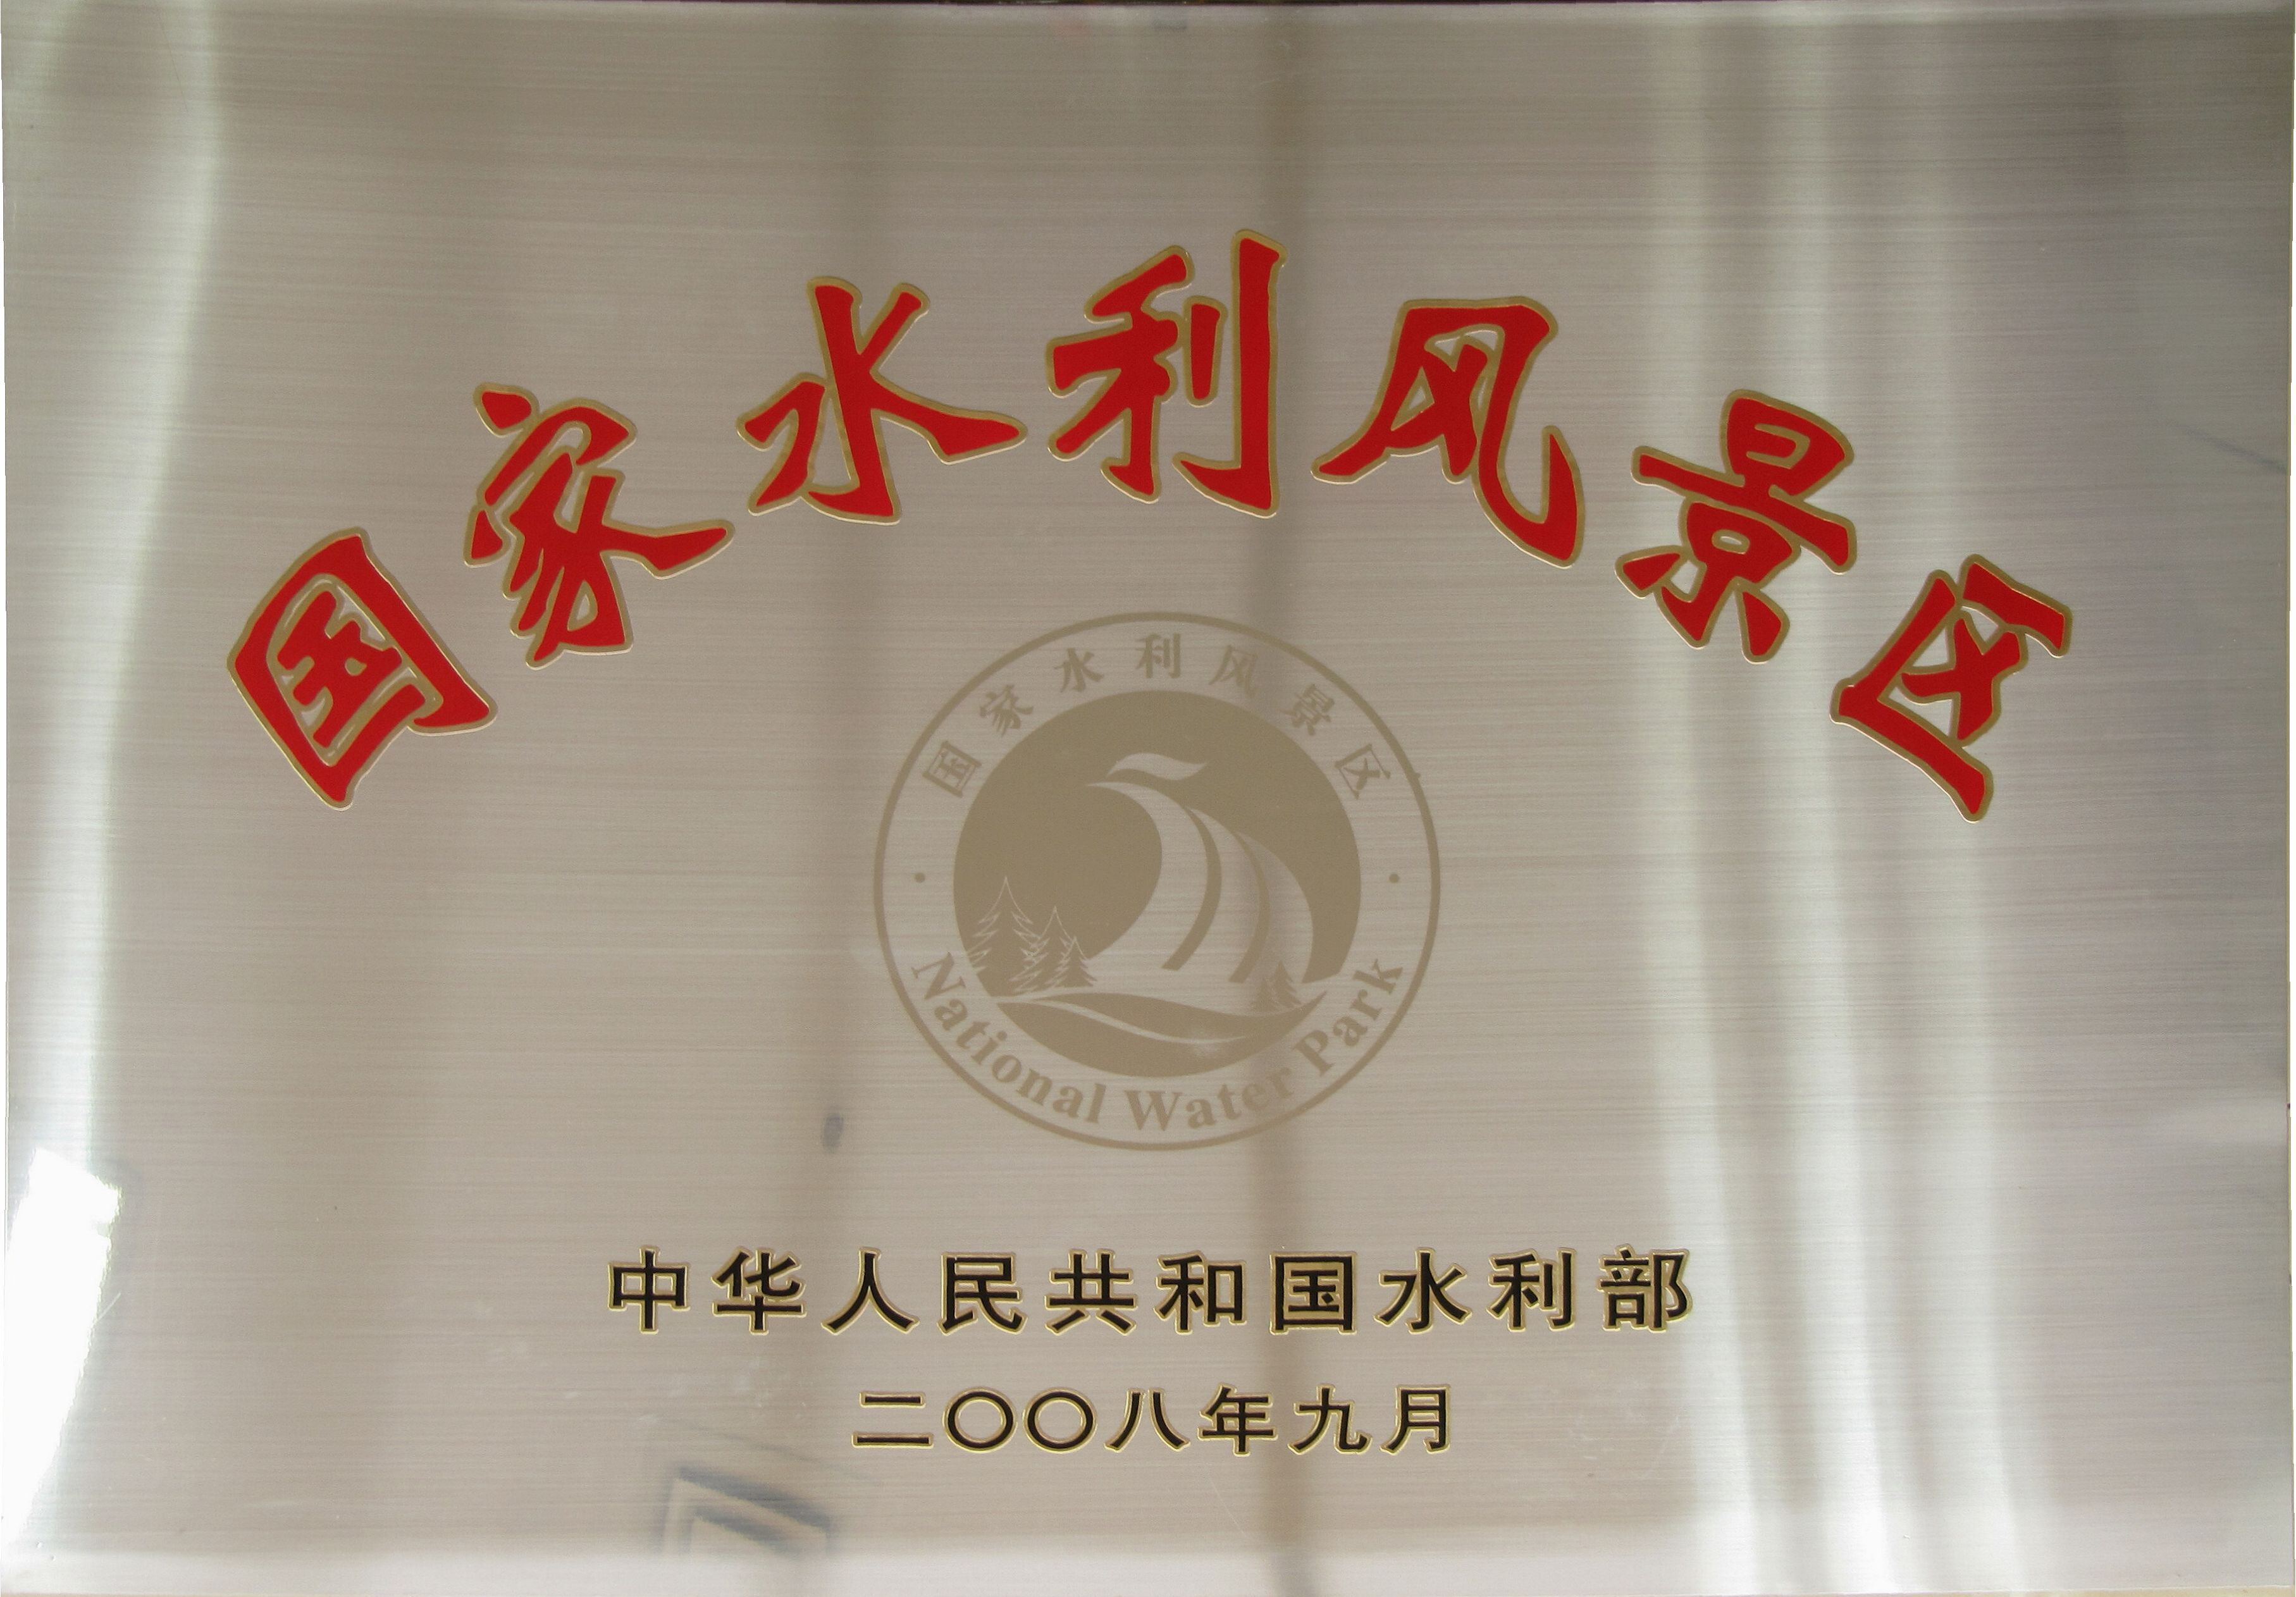 国家水利风景区
国家水利风景区
National Water Park
中华人民共和国水利部
二〇〇八年九月